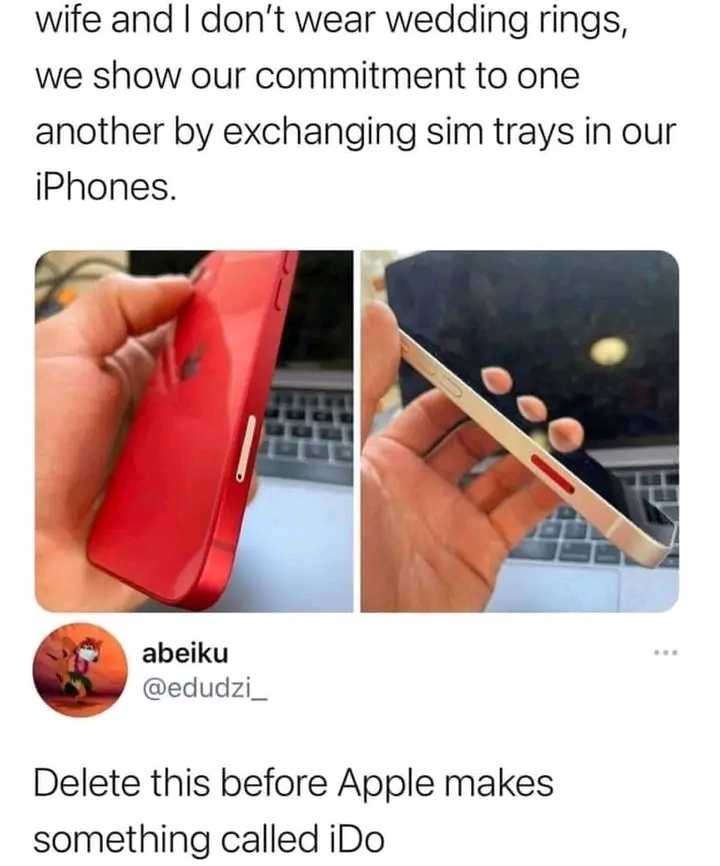 wife and I don’t wear wedding rings,
we show our commitment to one
another by exchanging sim trays in our
iPhones.
abeiku
@edudzi_
Delete this before Apple makes
something called iDo